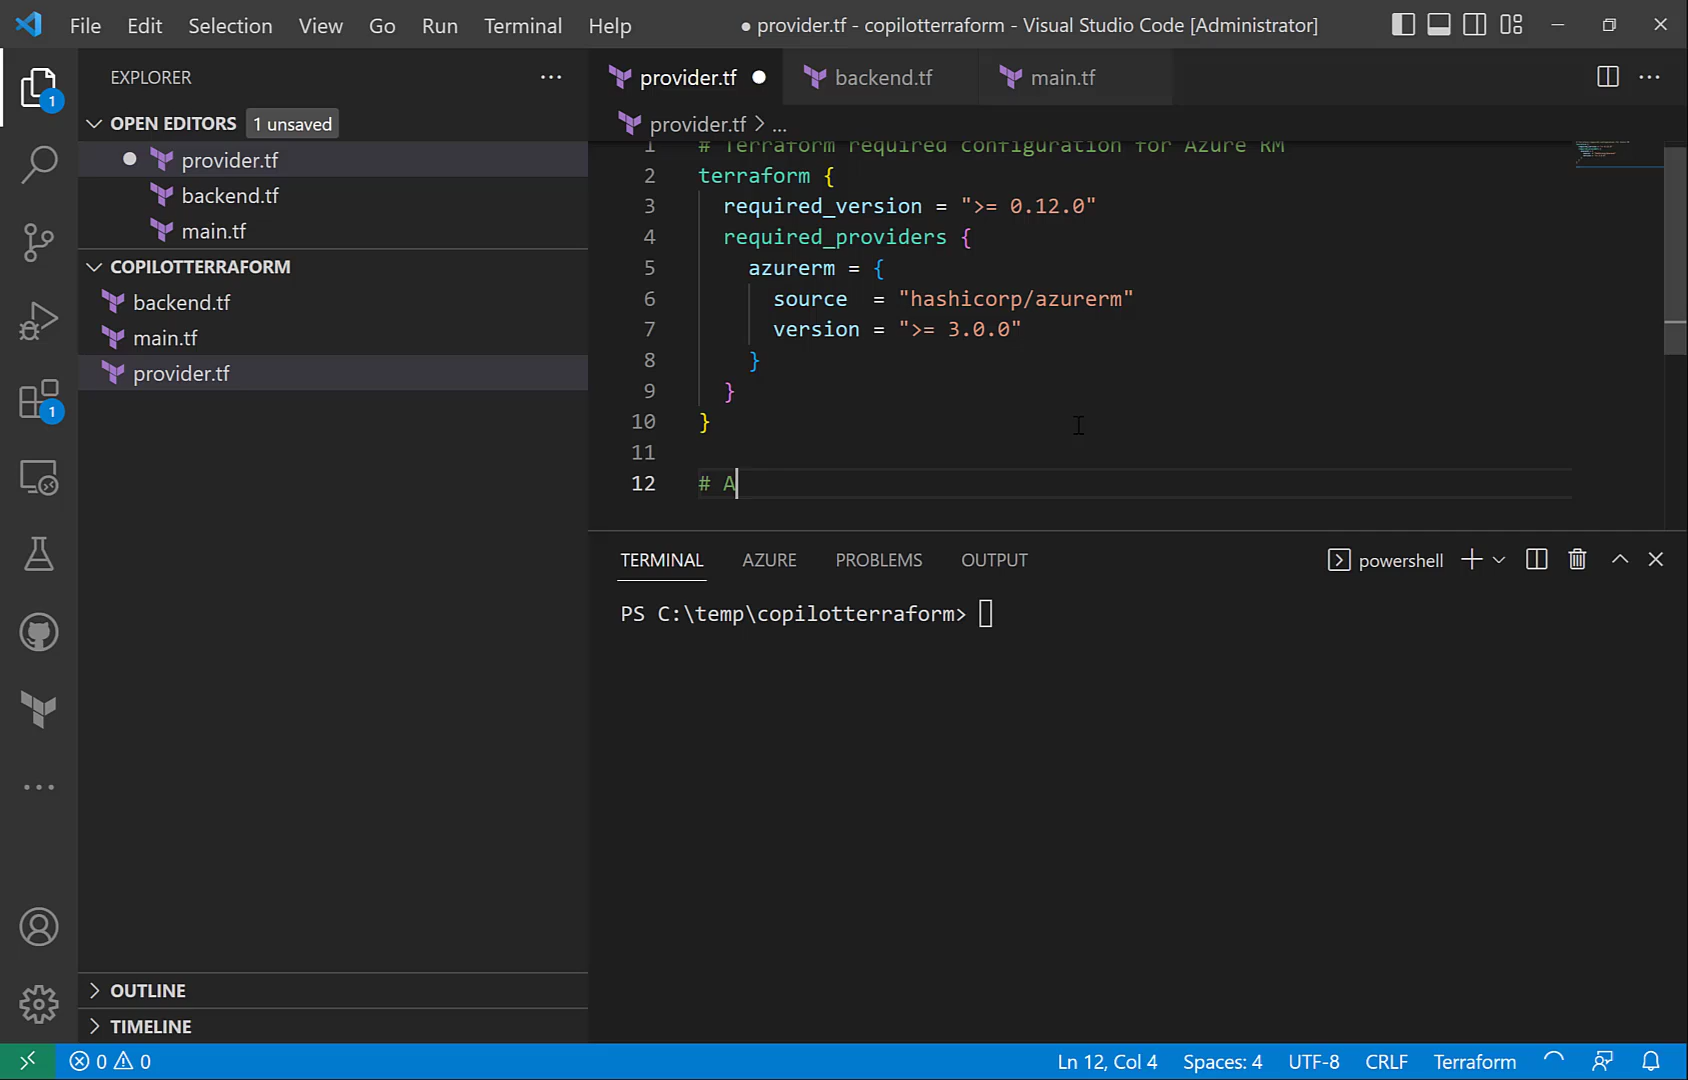 File Edit Selection View Go Run Terminal Help
● provider.tf - copilotterraform - Visual Studio Code [Administrator]
EXPLORER
1
OPEN EDITORS 1 unsaved
provider.tf
backend.tf
main.tf
COPILOTTERRAFORM
backend.tf
main.tf
provider.tf
1
OUTLINE
TIMELINE
provider.tf
backend.tf
main.tf
provider.tf > ...
1 # Terraform required configuration for Azure RM
2 terraform {
3 required_version = ">= 0.12.0"
4 required_providers {
5 azurerm = {
6 source = "hashicorp/azurerm"
7 version = ">= 3.0.0"
8 }
9 }
10 }
11
12 # A
TERMINAL AZURE PROBLEMS OUTPUT
powershell
PS C:\temp\copilotterraform>
0 0
Ln 12, Col 4 Spaces: 4 UTF-8 CRLF Terraform